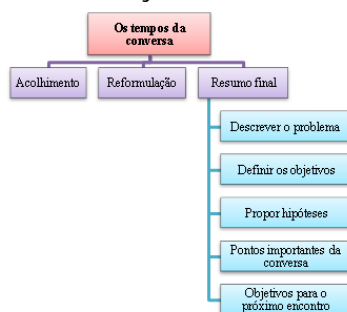 Os tempos da
conversa
Acolhimento
Reformulação
Resumo final
Descrever o problema
Definir os objetivos
Propor hipóteses
Pontos importantes da
conversa
Objetivos para o
próximo encontro